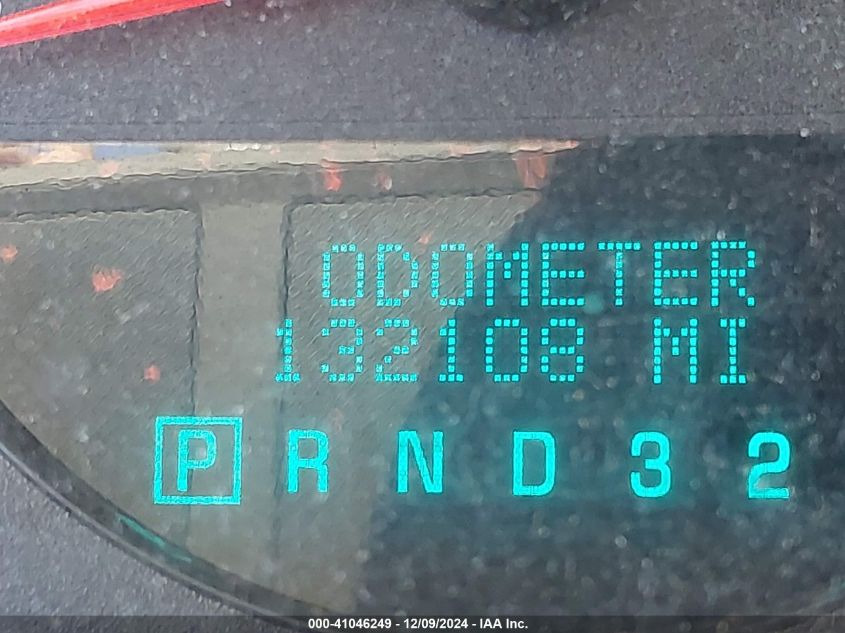 ODOMETER
132108 MI
P R N D 3 2
000-41046249 - 12/09/2024 - IAA Inc.